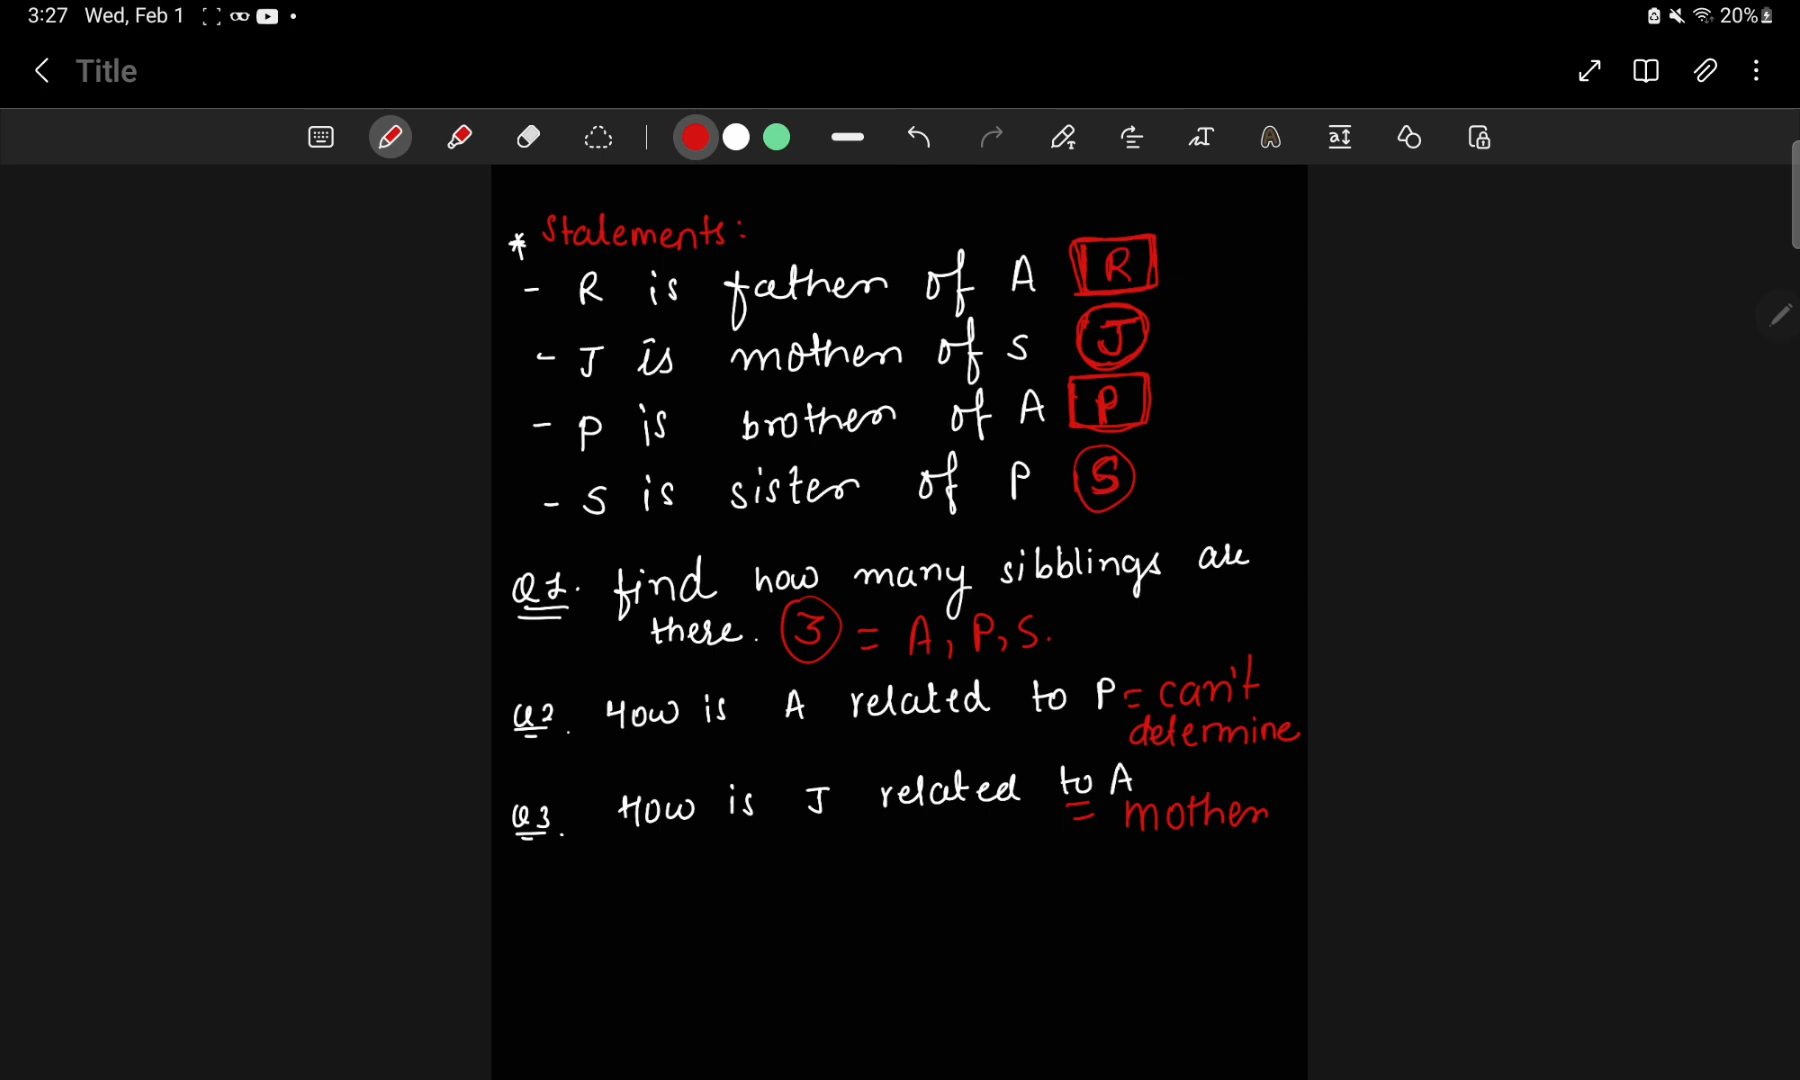 3:27 Wed, Feb 1
20%
Title
* Statements:
- R is father of A R
- J is mother of S J
- P is brother of A P
- S is sister of P S
Q1. find how many sibblings are
there. 3 = A, P, S.
Q2. How is A related to P = can't
determine
Q3. How is J related to A
= mother